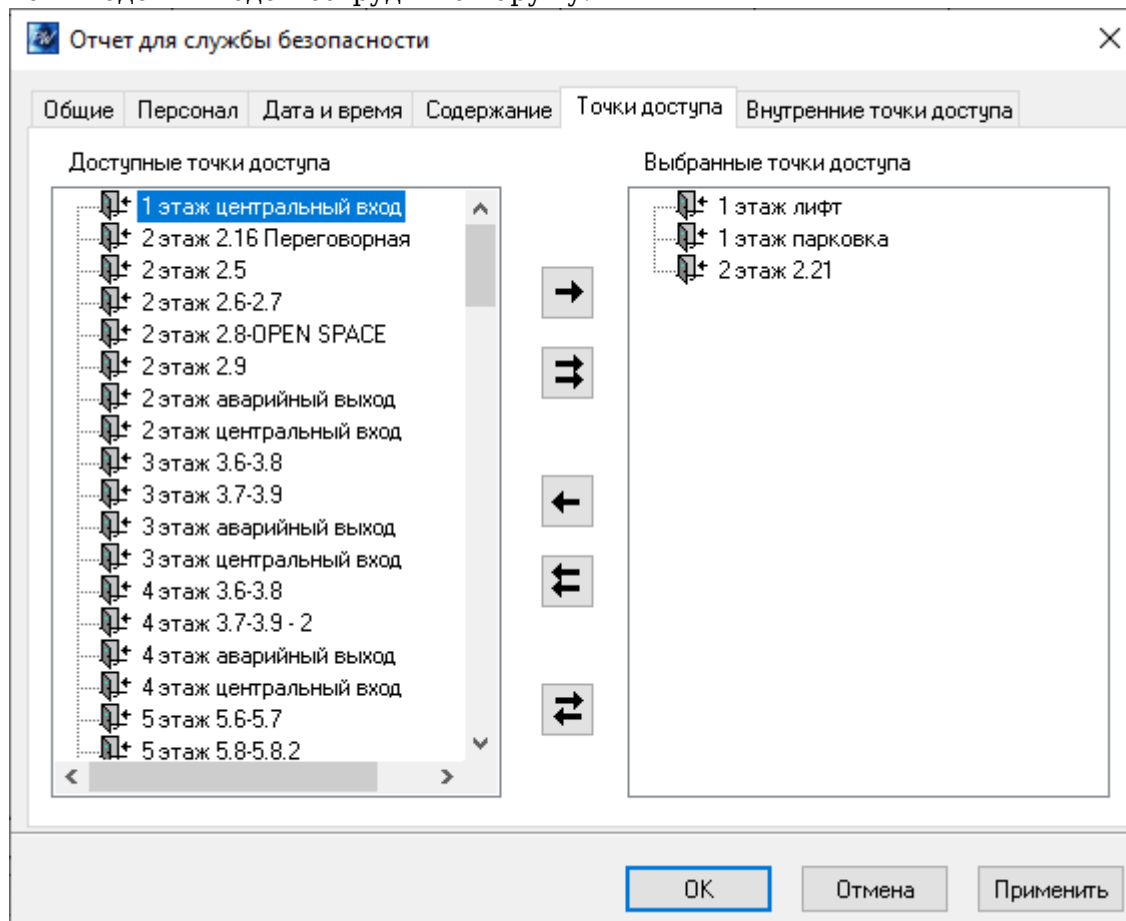 Отчет для службы безопасности
Общие Персонал Дата и время Содержание Точки доступа Внутренние точки доступа
Доступные точки доступа
1 этаж центральный вход
2 этаж 2.16 Переговорная
2 этаж 2.5
2 этаж 2.6-2.7
2 этаж 2.8-OPEN SPACE
2 этаж 2.9
2 этаж аварийный выход
2 этаж центральный вход
3 этаж 3.6-3.8
3 этаж 3.7-3.9
3 этаж аварийный выход
3 этаж центральный вход
4 этаж 3.6-3.8
4 этаж 3.7-3.9 - 2
4 этаж аварийный выход
4 этаж центральный вход
5 этаж 5.6-5.7
5 этаж 5.8-5.8.2
Выбранные точки доступа
1 этаж лифт
1 этаж парковка
2 этаж 2.21
OK Отмена Применить